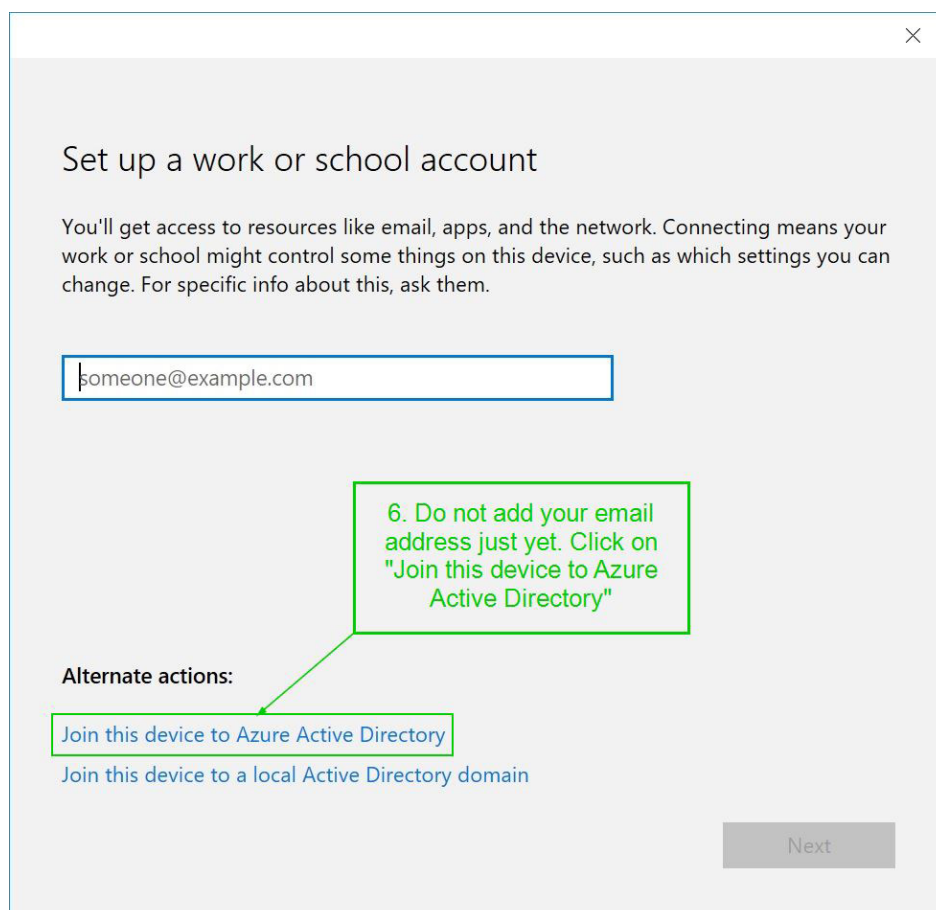 Set up a work or school account
You'll get access to resources like email, apps, and the network. Connecting means your
work or school might control some things on this device, such as which settings you can
change. For specific info about this, ask them.
someone@example.com
6. Do not add your email
address just yet. Click on
"Join this device to Azure
Active Directory"
Alternate actions:
Join this device to Azure Active Directory
Join this device to a local Active Directory domain
Next